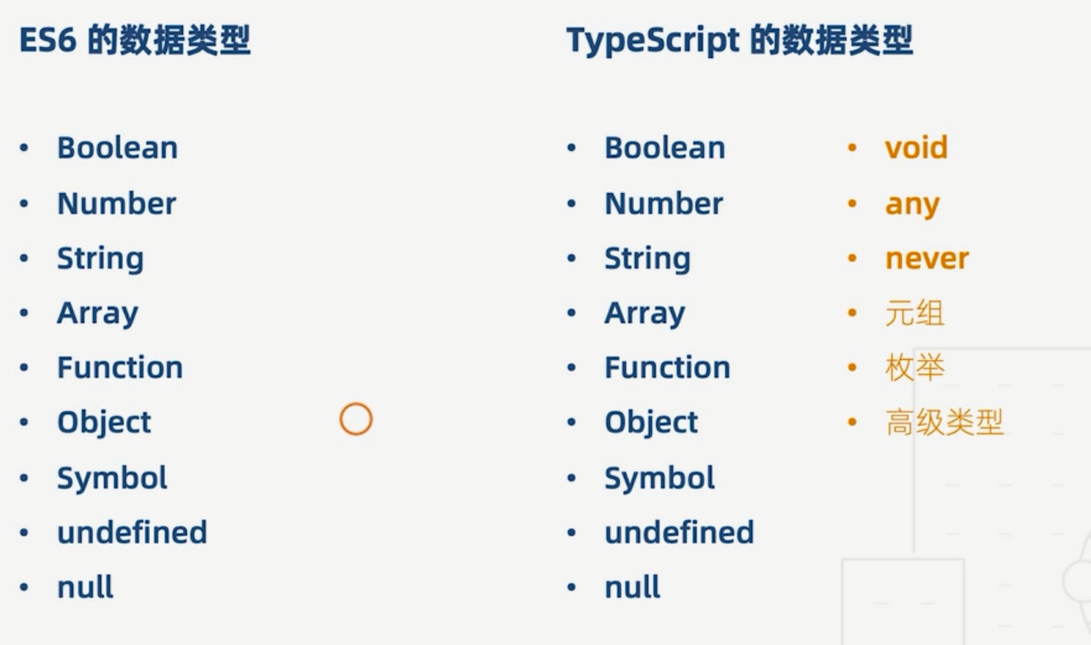 ES6 的数据类型
• Boolean
• Number
• String
• Array
• Function
• Object
• Symbol
• undefined
• null
TypeScript 的数据类型
• Boolean
• Number
• String
• Array
• Function
• Object
• Symbol
• undefined
• null
• void
• any
• never
• 元组
• 枚举
• 高级类型